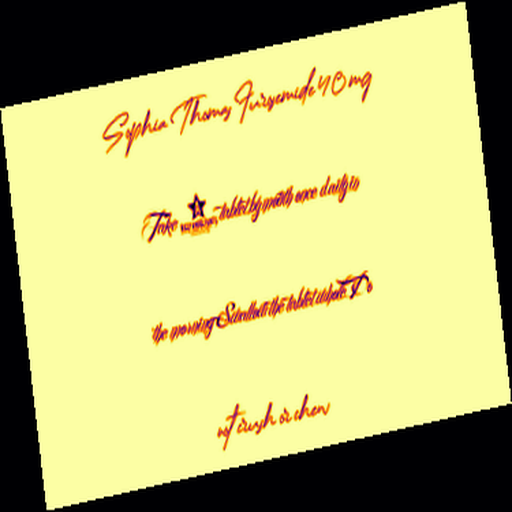 Sophia Thomas Furosemide 40 mg
Take tablet by mouth once daily in
the morning Swallow the tablet whole Do
not crush or chew